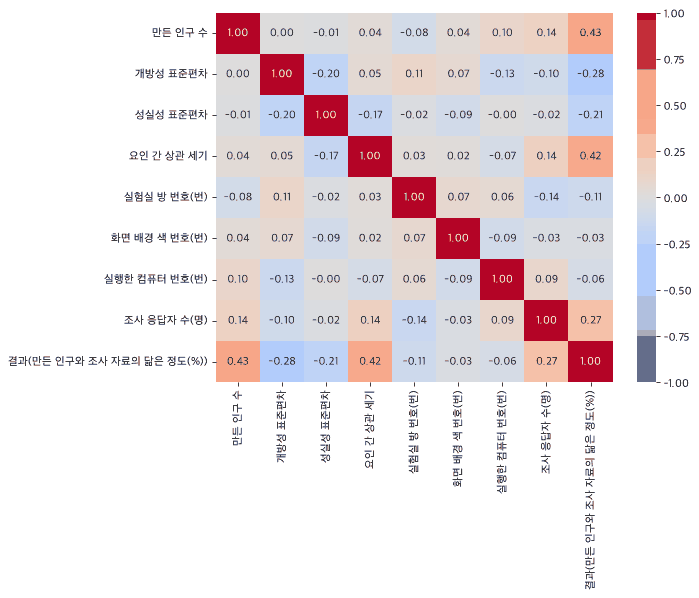 만든 인구 수 1.00 0.00 -0.01 0.04 -0.08 0.04 0.10 0.14 0.43
개방성 표준편차 0.00 1.00 -0.20 0.05 0.11 0.07 -0.13 -0.10 -0.28
성실성 표준편차 -0.01 -0.20 1.00 -0.17 -0.02 -0.09 -0.00 -0.02 -0.21
요인 간 상관 세기 0.04 0.05 -0.17 1.00 0.03 0.02 -0.07 0.14 0.42
실험실 방 번호(번) -0.08 0.11 -0.02 0.03 1.00 0.07 0.06 -0.14 -0.11
화면 배경 색 번호(번) 0.04 0.07 -0.09 0.02 0.07 1.00 -0.09 -0.03 -0.03
실행한 컴퓨터 번호(번) 0.10 -0.13 -0.00 -0.07 0.06 -0.09 1.00 0.09 -0.06
조사 응답자 수(명) 0.14 -0.10 -0.02 0.14 -0.14 -0.03 0.09 1.00 0.27
결과(만든 인구와 조사 자료의 닮은 정도(%)) 0.43 -0.28 -0.21 0.42 -0.11 -0.03 -0.06 0.27 1.00
만든 인구 수
개방성 표준편차
성실성 표준편차
요인 간 상관 세기
실험실 방 번호(번)
화면 배경 색 번호(번)
실행한 컴퓨터 번호(번)
조사 응답자 수(명)
결과(만든 인구와 조사 자료의 닮은 정도(%))
1.00
0.75
0.50
0.35
0.15
0.00
-0.25
-0.50
-0.75
-1.00